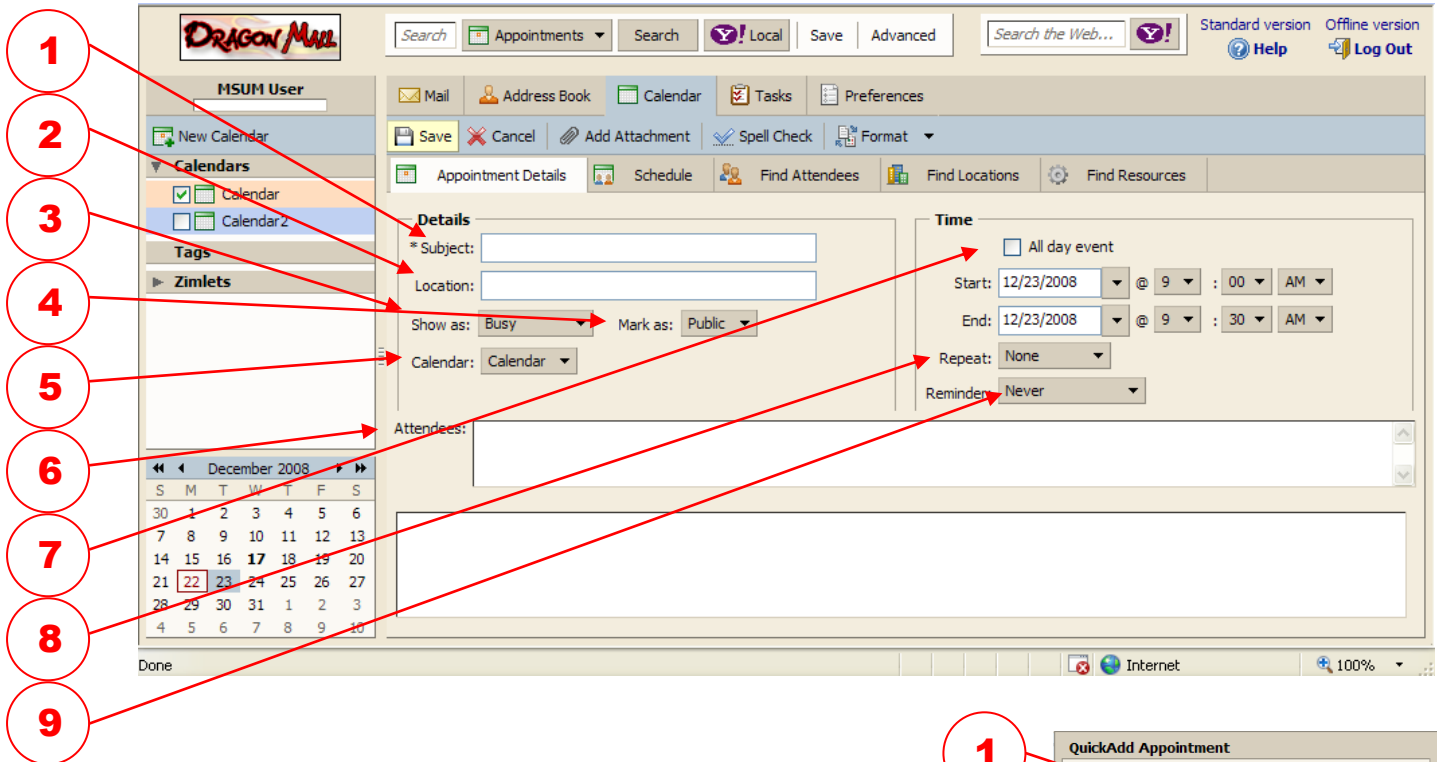 DRAGON MAIL
Search Appointments Search Y! Local Save Advanced
Search the Web... Y!
Standard version Offline version
Help Log Out
1
MSUM User
Mail Address Book Calendar Tasks Preferences
2
New Calendar
Save Cancel Add Attachment Spell Check Format
Calendars
Appointment Details Schedule Find Attendees Find Locations Find Resources
Calendar
3
Calendar2
Details
Time
* Subject:
All day event
Tags
Zimlets
4
Location:
Start: 12/23/2008 @ 9 : 00 AM
Show as: Busy Mark as: Public
End: 12/23/2008 @ 9 : 30 AM
5
Calendar: Calendar
Repeat: None
Reminder: Never
Attendees:
6
December 2008
S M T W T F S
30 1 2 3 4 5 6
7 8 9 10 11 12 13
7
14 15 16 17 18 19 20
21 22 23 24 25 26 27
28 29 30 31 1 2 3
4 5 6 7 8 9 10
8
Done
Internet 100%
9
1
QuickAdd Appointment